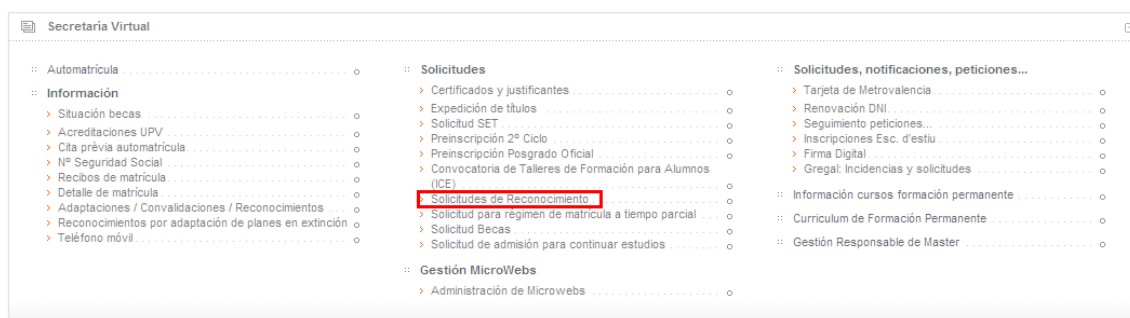 Secretaría Virtual
Automatrícula
Información
Situación becas
Acreditaciones UPV
Cita prèvia automatrícula
Nº Seguridad Social
Recibos de matrícula
Detalle de matrícula
Adaptaciones / Convalidaciones / Reconocimientos
Reconocimientos por adaptación de planes en extinción
Teléfono móvil
Solicitudes
Certificados y justificantes
Expedición de títulos
Solicitud SET
Preinscripción 2º Ciclo
Preinscripción Posgrado Oficial
Convocatoria de Talleres de Formación para Alumnos
(ICE)
Solicitudes de Reconocimiento
Solicitud para régimen de matrícula a tiempo parcial
Solicitud Becas
Solicitud de admisión para continuar estudios
Gestión MicroWebs
Administración de Microwebs
Solicitudes, notificaciones, peticiones...
Tarjeta de Metrovalencia
Renovación DNI
Seguimiento peticiones...
Inscripciones Esc. d'estiu
Firma Digital
Gregal: Incidencias y solicitudes
Información cursos formación permanente
Curriculum de Formación Permanente
Gestión Responsable de Master